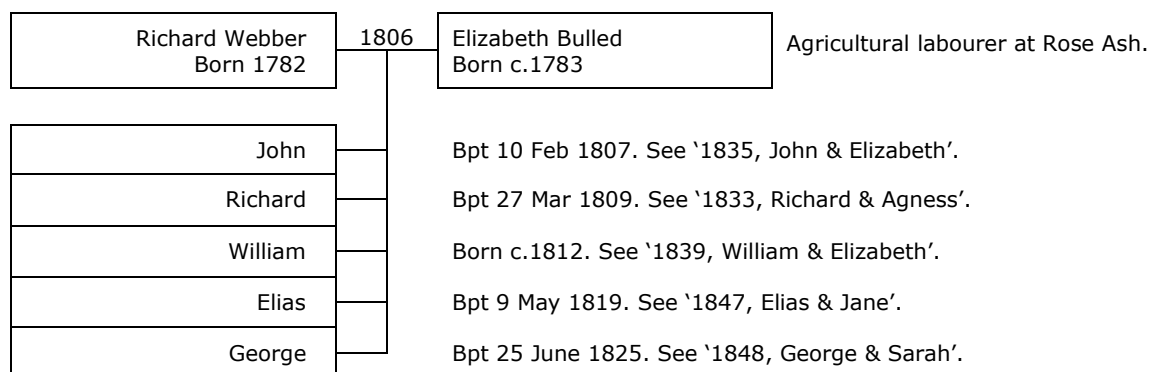 Richard Webber
Born 1782
1806
Elizabeth Bulled
Born c.1783
Agricultural labourer at Rose Ash.
John
Bpt 10 Feb 1807. See ‘1835, John & Elizabeth’.
Richard
Bpt 27 Mar 1809. See ‘1833, Richard & Agness’.
William
Born c.1812. See ‘1839, William & Elizabeth’.
Elias
Bpt 9 May 1819. See ‘1847, Elias & Jane’.
George
Bpt 25 June 1825. See ‘1848, George & Sarah’.